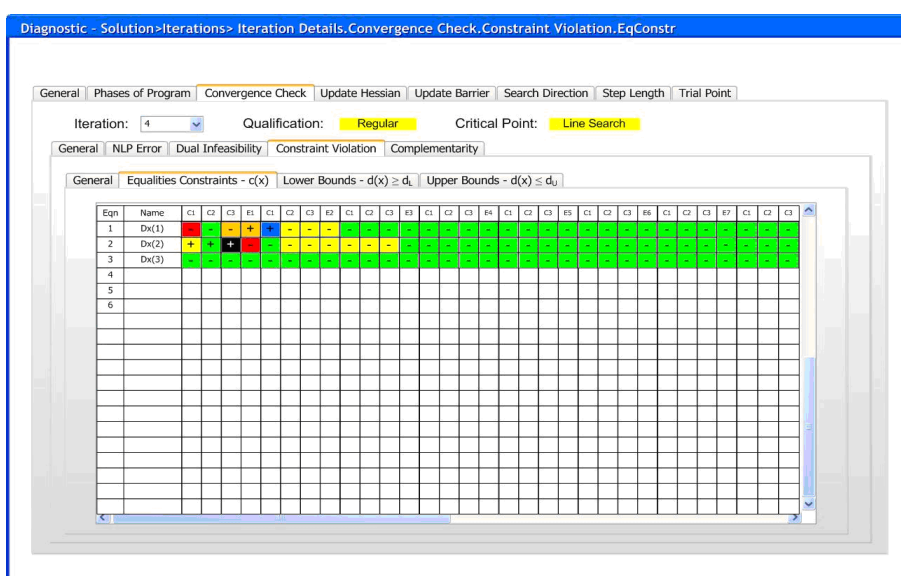 Diagnostic - Solution>Iterations> Iteration Details.Convergence Check.Constraint Violation.EqConstr
General Phases of Program Convergence Check Update Hessian Update Barrier Search Direction Step Length Trial Point
Iteration: 4 Qualification: Regular Critical Point: Line Search
General NLP Error Dual Infeasibility Constraint Violation Complementarity
General Equalities Constraints - c(x) Lower Bounds - d(x) ≥ dL Upper Bounds - d(x) ≤ dU
Eqn Name C1 C2 C3 E1 C1 C2 C3 E2 C1 C2 C3 E3 C1 C2 C3 E4 C1 C2 C3 E5 C1 C2 C3 E6 C1 C2 C3 E7 C1 C2 C3
1 Dx(1) - - - + + - - - - - - - - - - - - - - - - - - - - - - - - - -
2 Dx(2) + + + - - - - - - - - - - - - - - - - - - - - - - - - - - - -
3 Dx(3) - - - - - - - - - - - - - - - - - - - - - - - - - - - - - - -
4
5
6